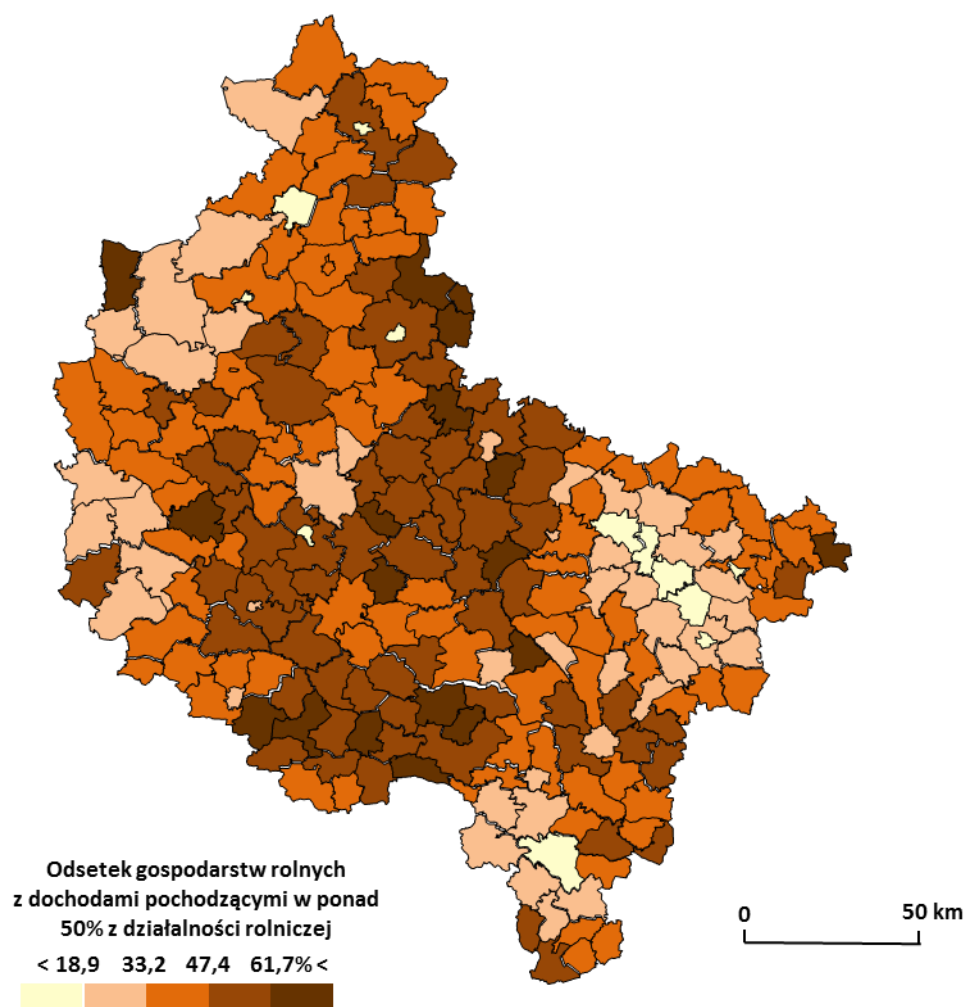 Odsetek gospodarstw rolnych
z dochodami pochodzącymi w ponad
50% z działalności rolniczej
< 18,9 33,2 47,4 61,7% <
0 50 km